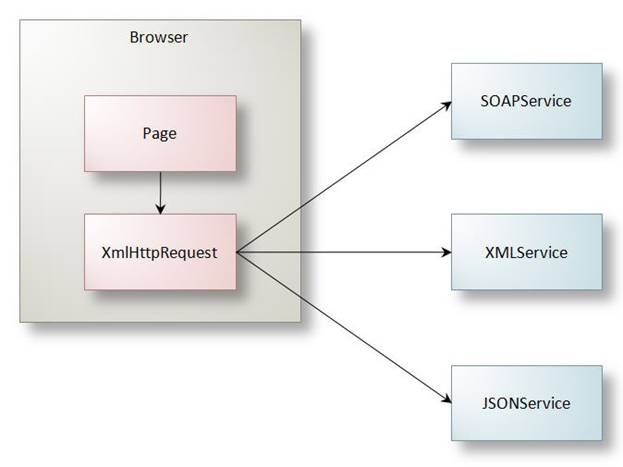 Browser
Page
XmlHttpRequest
SOAPService
XMLService
JSONService